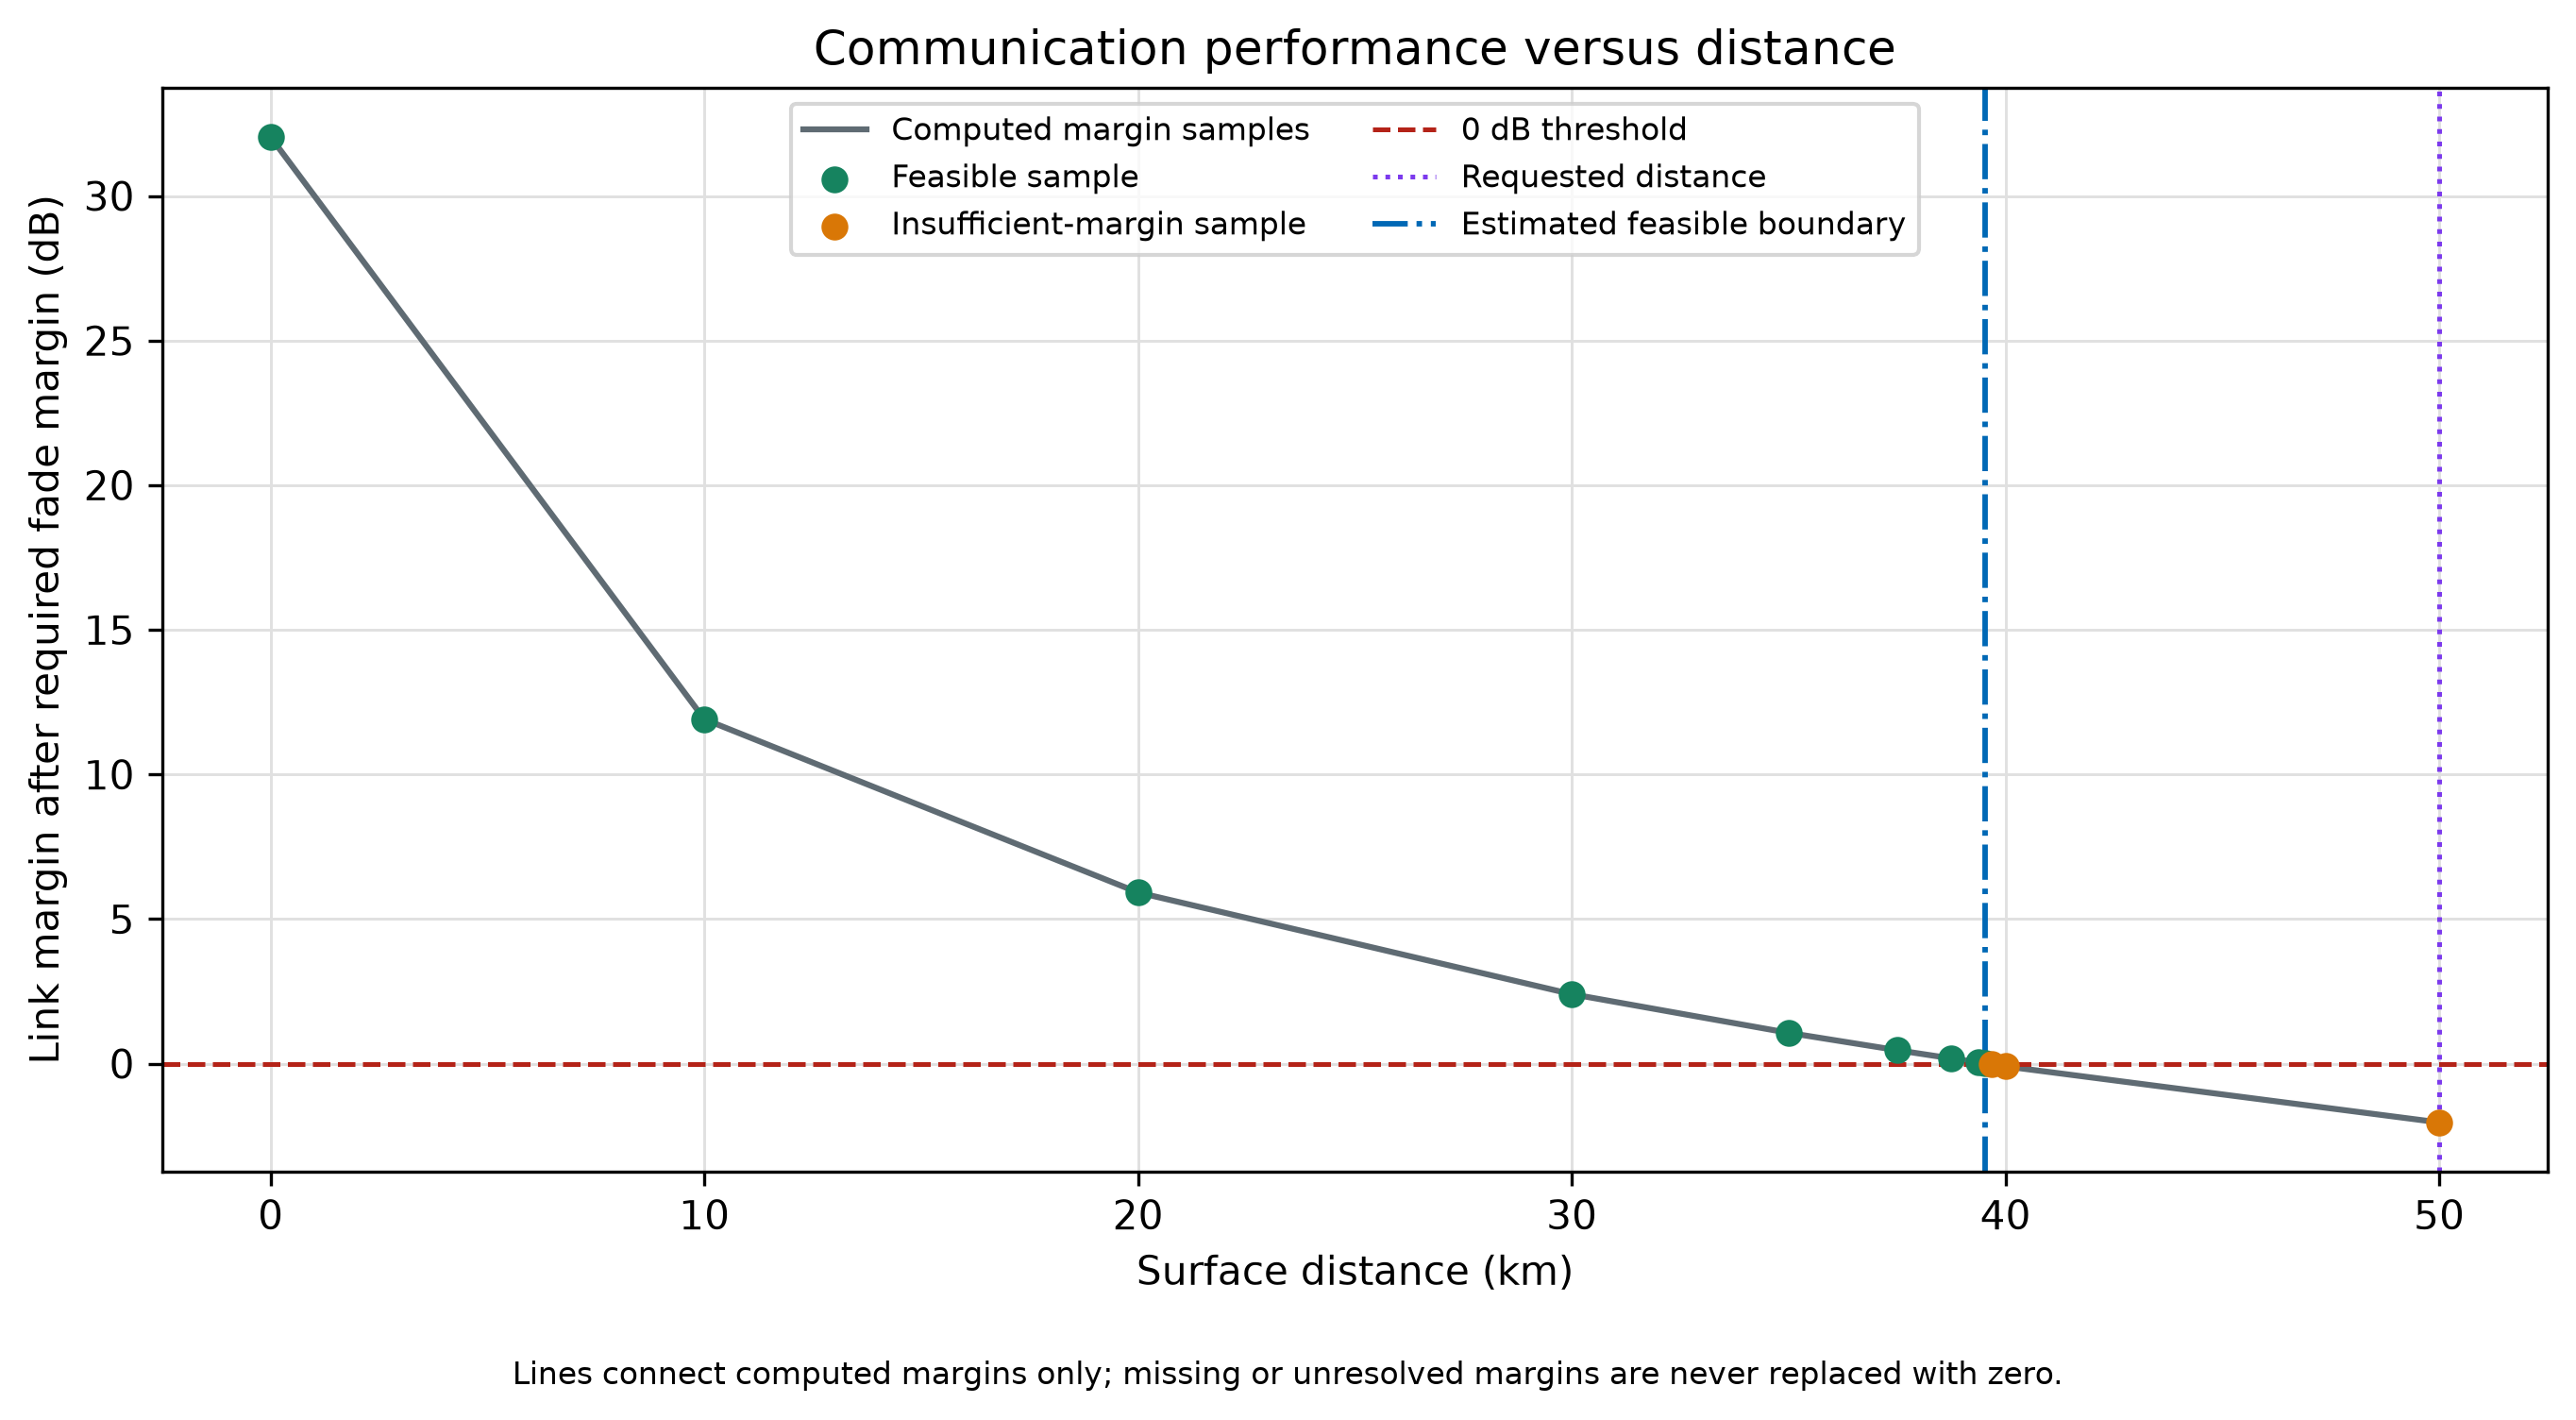 Communication performance versus distance
Computed margin samples
Feasible sample
Insufficient-margin sample
0 dB threshold
Requested distance
Estimated feasible boundary
Link margin after required fade margin (dB)
30
25
20
15
10
5
0
0 10 20 30 40 50
Surface distance (km)
Lines connect computed margins only; missing or unresolved margins are never replaced with zero.